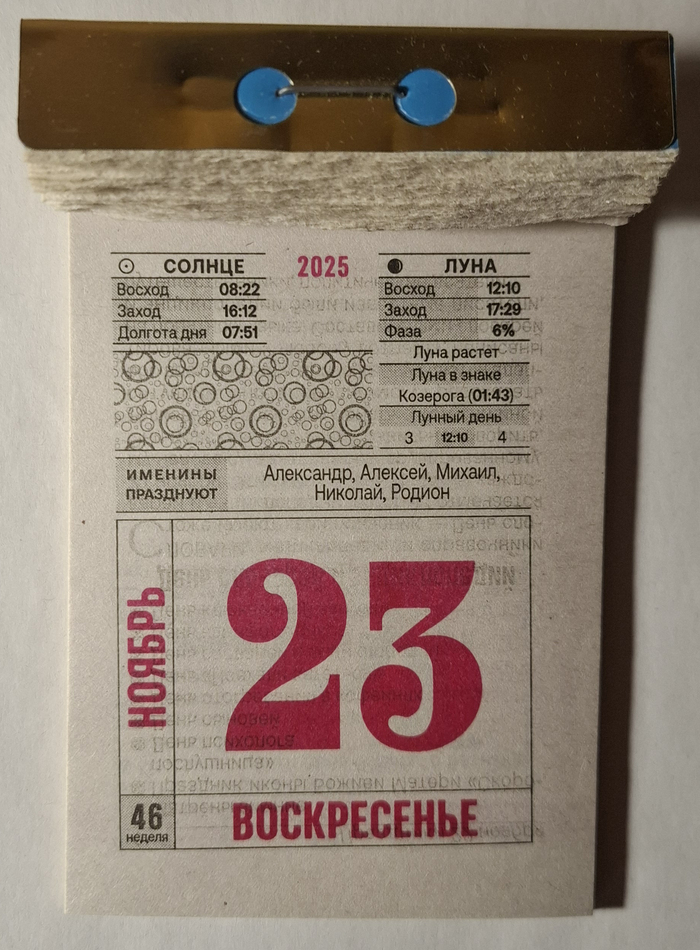 СОЛНЦЕ
Восход 08:22
Заход 16:12
Долгота дня 07:51
2025
ЛУНА
Восход 12:10
Заход 17:29
Фаза 6%
Луна растет
Луна в знаке
Козерога (01:43)
Лунный день
3 12:10 4
ИМЕНИНЫ
ПРАЗДНУЮТ
Александр, Алексей, Михаил,
Николай, Родион
НОЯБРЬ
23
46
неделя
ВОСКРЕСЕНЬЕ